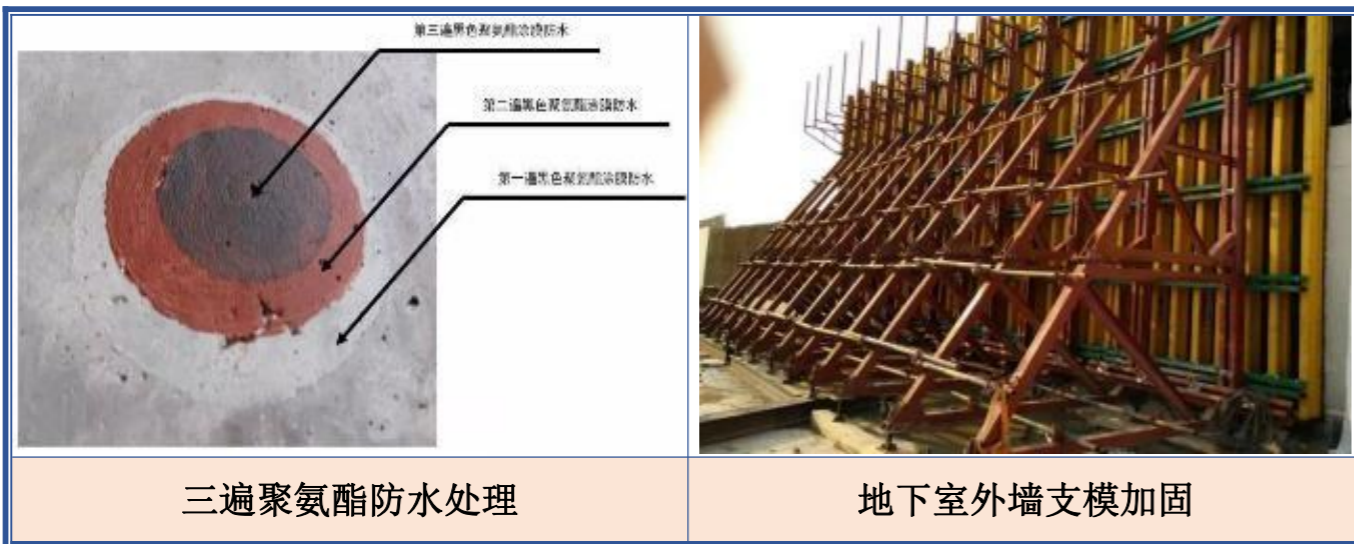 第三遍黑色聚氨酯涂膜防水
第二遍黑色聚氨酯涂膜防水
第一遍黑色聚氨酯涂膜防水
三遍聚氨酯防水处理
地下室外墙支模加固